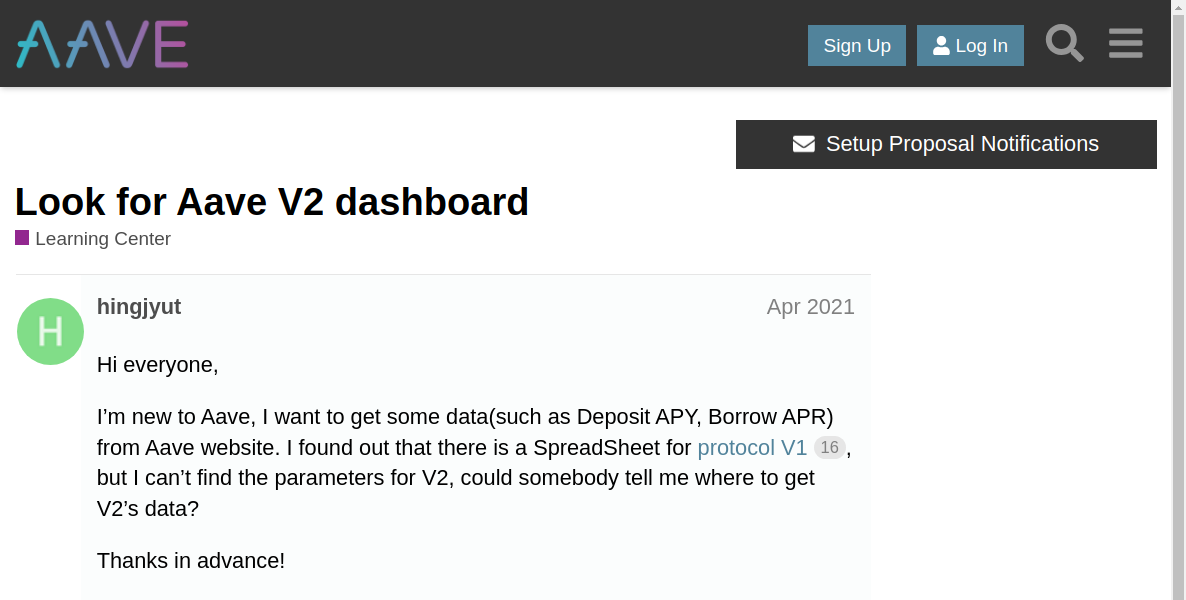 AAVE
Sign Up
Log In
Setup Proposal Notifications
Look for Aave V2 dashboard
Learning Center
H
hingjyut
Apr 2021
Hi everyone,
I’m new to Aave, I want to get some data(such as Deposit APY, Borrow APR)
from Aave website. I found out that there is a SpreadSheet for protocol V1 16 ,
but I can’t find the parameters for V2, could somebody tell me where to get
V2’s data?
Thanks in advance!